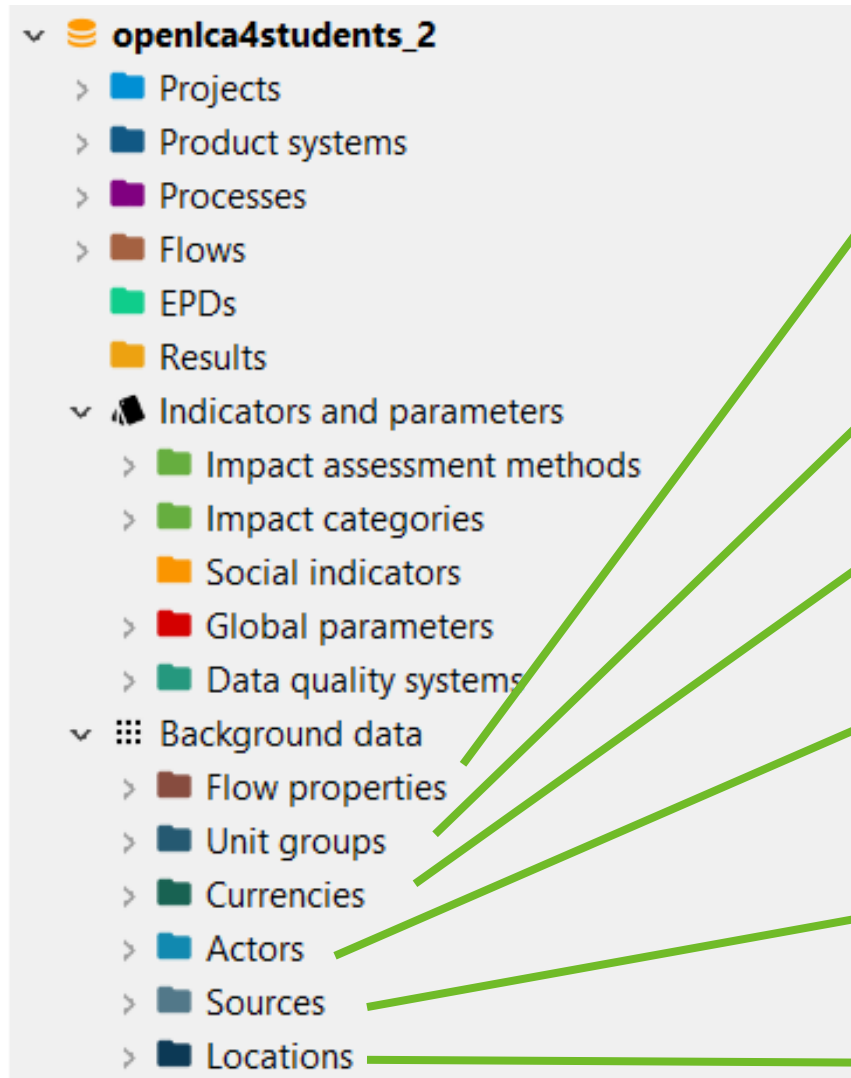 openlca4students_2
Projects
Product systems
Processes
Flows
EPDs
Results
Indicators and parameters
Impact assessment methods
Impact categories
Social indicators
Global parameters
Data quality systems
Background data
Flow properties
Unit groups
Currencies
Actors
Sources
Locations